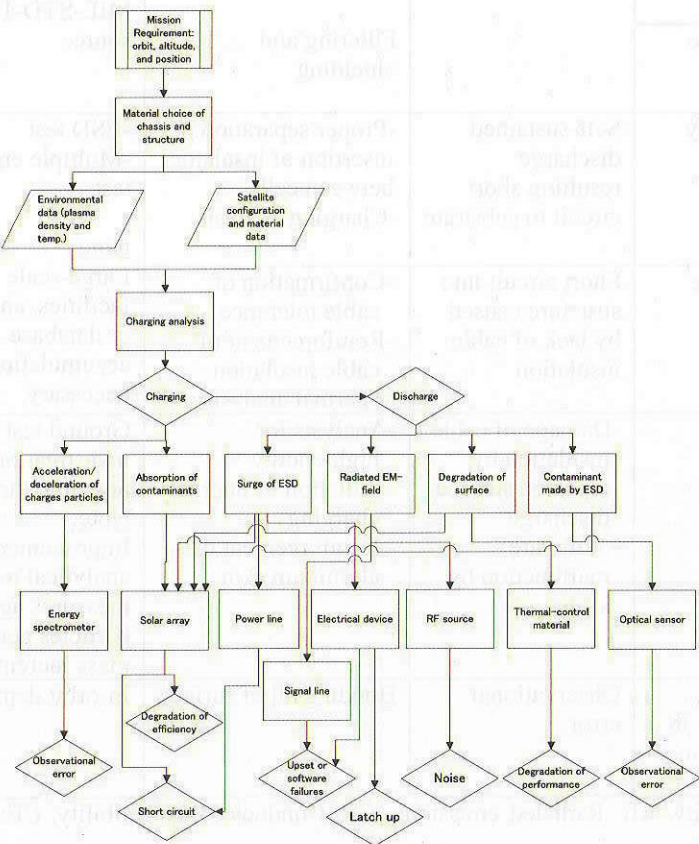 Mission
Requirement:
orbit, altitude,
and position
Material choice of
chassis and
structure
Environmental
data (plasma
density and
temp.)
Satellite
configuration
and material
data
Charging analysis
Charging
Discharge
Acceleration/
deceleration of
charges particles
Absorption of
contaminants
Surge of ESD
Radiated EM-
field
Degradation of
surface
Contaminant
made by ESD
Energy
spectrometer
Solar array
Power line
Electrical device
RF source
Thermal-control
material
Optical sensor
Signal line
Degradation of
efficiency
Observational
error
Short circuit
Upset or
software
failures
Latch up
Noise
Degradation of
performance
Observational
error